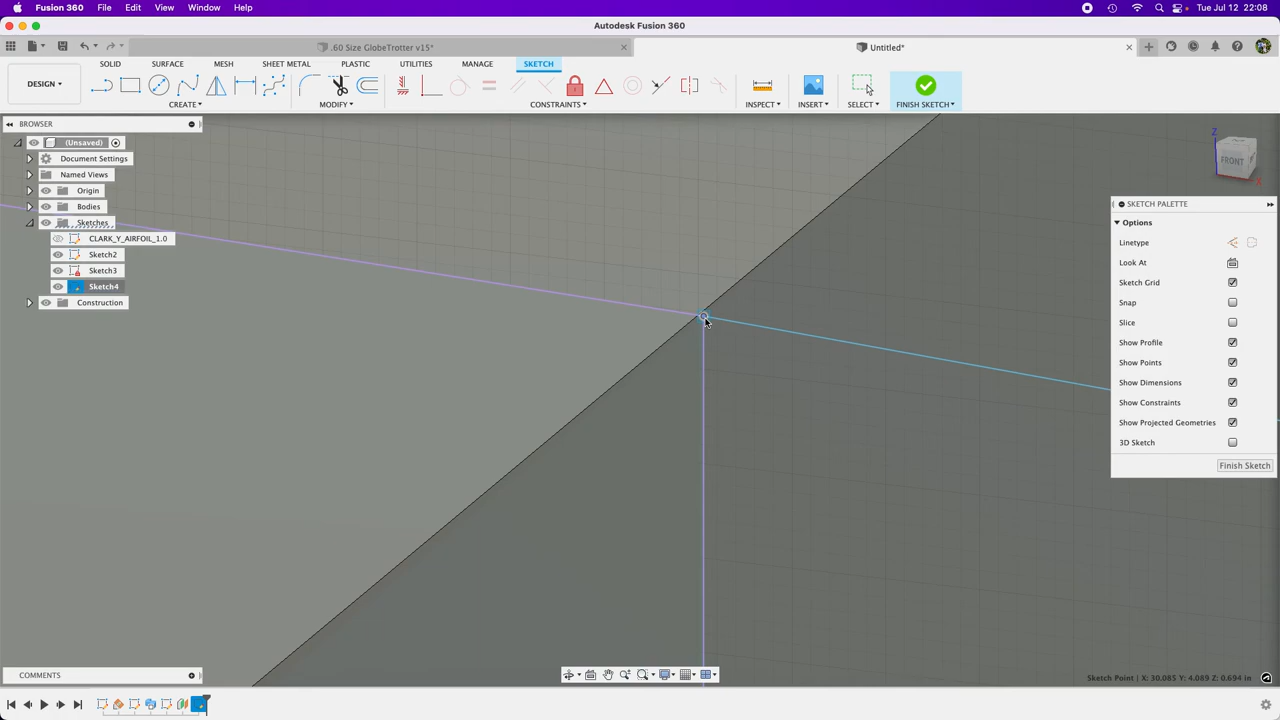 Fusion 360 File Edit View Window Help Tue Jul 12 22:08
Autodesk Fusion 360
.60 Size GlobeTrotter v15* Untitled*
SOLID SURFACE MESH SHEET METAL PLASTIC UTILITIES MANAGE SKETCH
DESIGN
CREATE MODIFY CONSTRAINTS INSPECT INSERT SELECT FINISH SKETCH
BROWSER
(Unsaved)
Document Settings
Named Views
Origin
Bodies
Sketches
CLARK_Y_AIRFOIL_1.0
Sketch2
Sketch3
Sketch4
Construction
Z
FRONT
X
SKETCH PALETTE
Options
Linetype
Look At
Sketch Grid
Snap
Slice
Show Profile
Show Points
Show Dimensions
Show Constraints
Show Projected Geometries
3D Sketch
Finish Sketch
COMMENTS
Sketch Point | X: 30.085 Y: 4.089 Z: 0.694 in